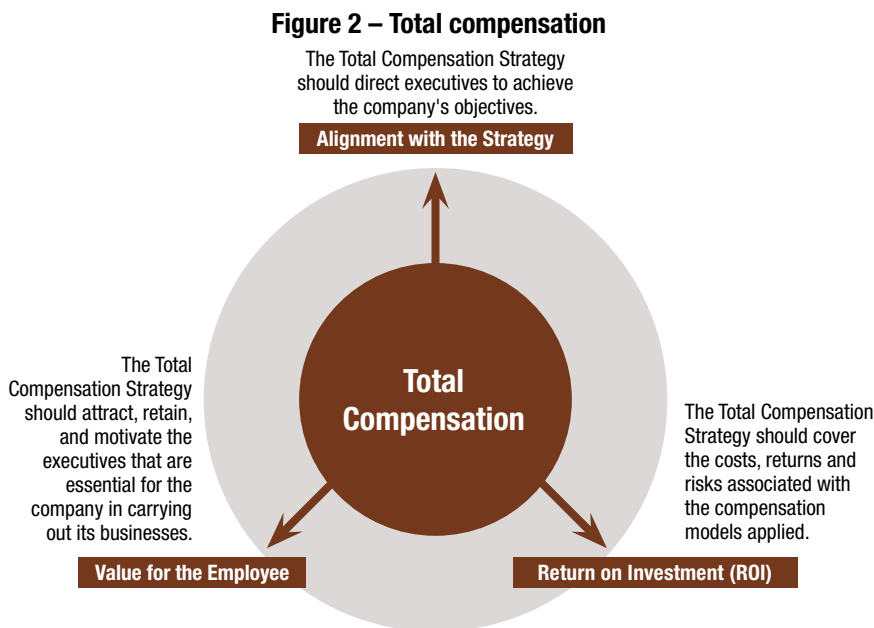 Figure 2 – Total compensation
The Total Compensation Strategy
should direct executives to achieve
the company's objectives.
Alignment with the Strategy
Total
Compensation
The Total
Compensation Strategy
should attract, retain,
and motivate the
executives that are
essential for the
company in carrying
out its businesses.
Value for the Employee
The Total Compensation
Strategy should cover
the costs, returns and
risks associated with
the compensation
models applied.
Return on Investment (ROI)